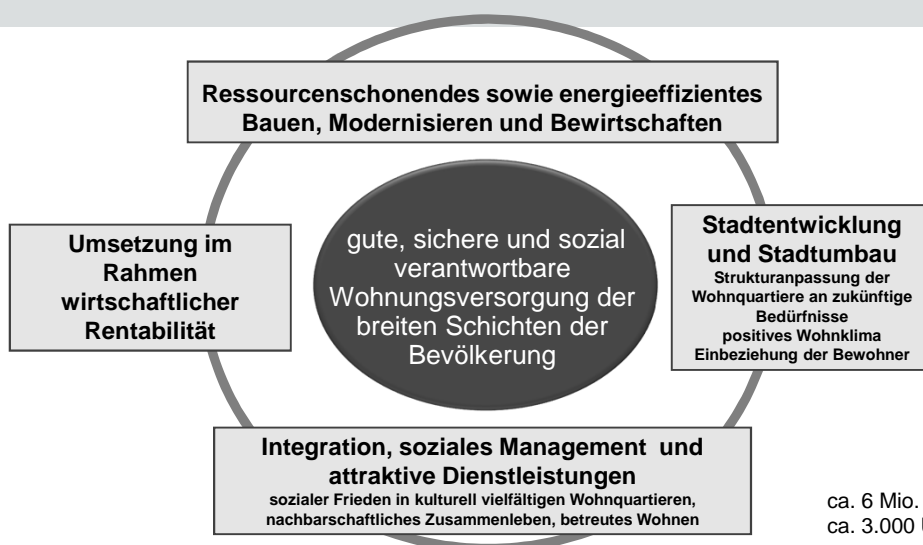 Ressourcenschonendes sowie energieeffizientes
Bauen, Modernisieren und Bewirtschaften
Umsetzung im
Rahmen
wirtschaftlicher
Rentabilität
gute, sichere und sozial
verantwortbare
Wohnungsversorgung der
breiten Schichten der
Bevölkerung
Stadtentwicklung
und Stadtumbau
Strukturanpassung der
Wohnquartiere an zukünftige
Bedürfnisse
positives Wohnklima
Einbeziehung der Bewohner
Integration, soziales Management und
attraktive Dienstleistungen
sozialer Frieden in kulturell vielfältigen Wohnquartieren,
nachbarschaftliches Zusammenleben, betreutes Wohnen
ca. 6 Mio.
ca. 3.000